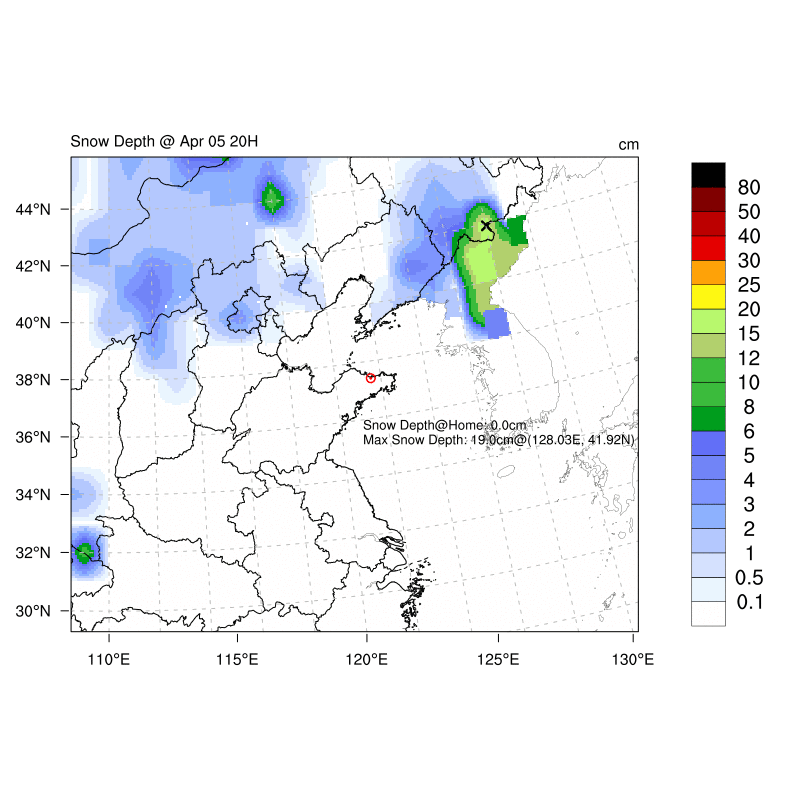 Snow Depth @ Apr 05 20H
cm
44°N
42°N
40°N
38°N
36°N
34°N
32°N
30°N
110°E
115°E
120°E
125°E
130°E
Snow Depth@Home: 0.0cm
Max Snow Depth: 19.0cm@(128.03E, 41.92N)
80
50
40
30
25
20
15
12
10
8
6
5
4
3
2
1
0.5
0.1